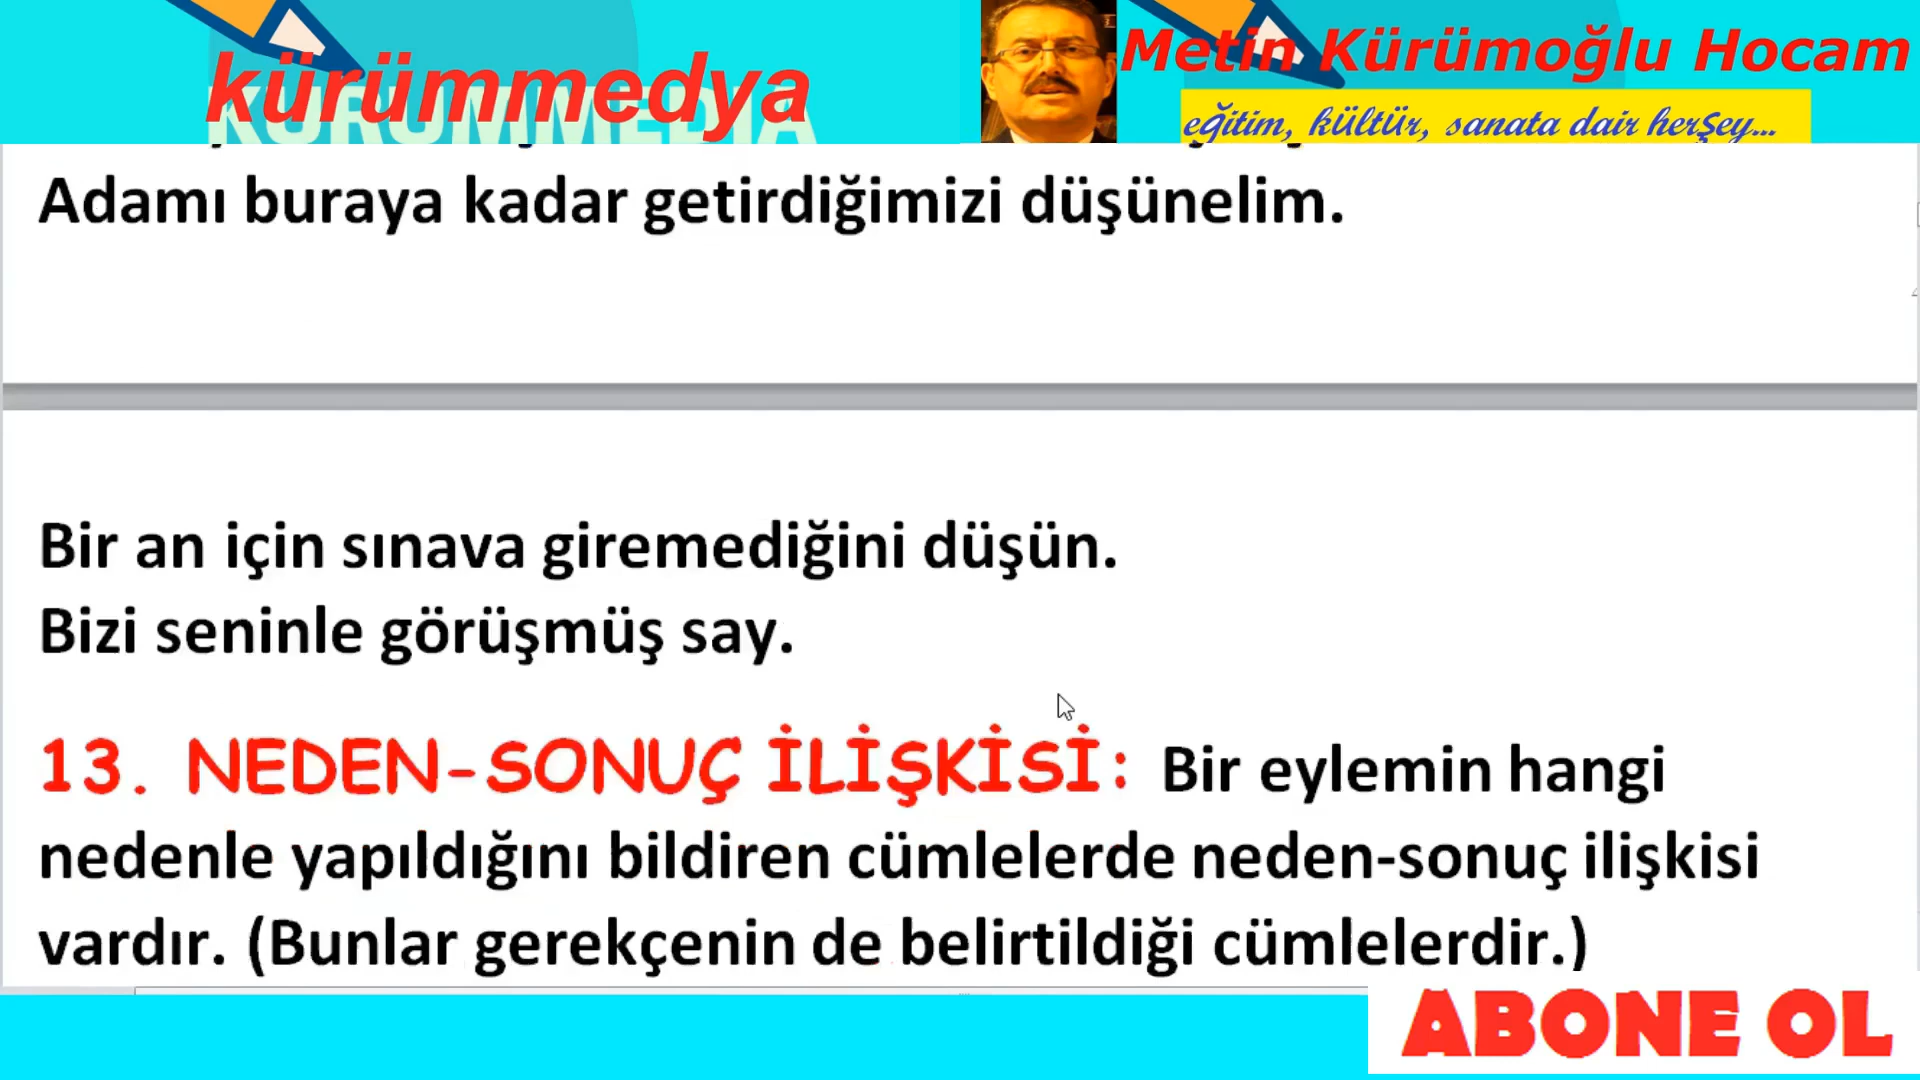 kürümmedya
KÜRÜMMEDIA
Metin Kürümoğlu Hocam
eğitim, kültür, sanata dair herşey...
Adamı buraya kadar getirdiğimizi düşünelim.
Bir an için sınava giremediğini düşün.
Bizi seninle görüşmüş say.
13. NEDEN-SONUÇ İLİŞKİSİ: Bir eylemin hangi
nedenle yapıldığını bildiren cümlelerde neden-sonuç ilişkisi
vardır. (Bunlar gerekçenin de belirtildiği cümlelerdir.)
ABONE OL